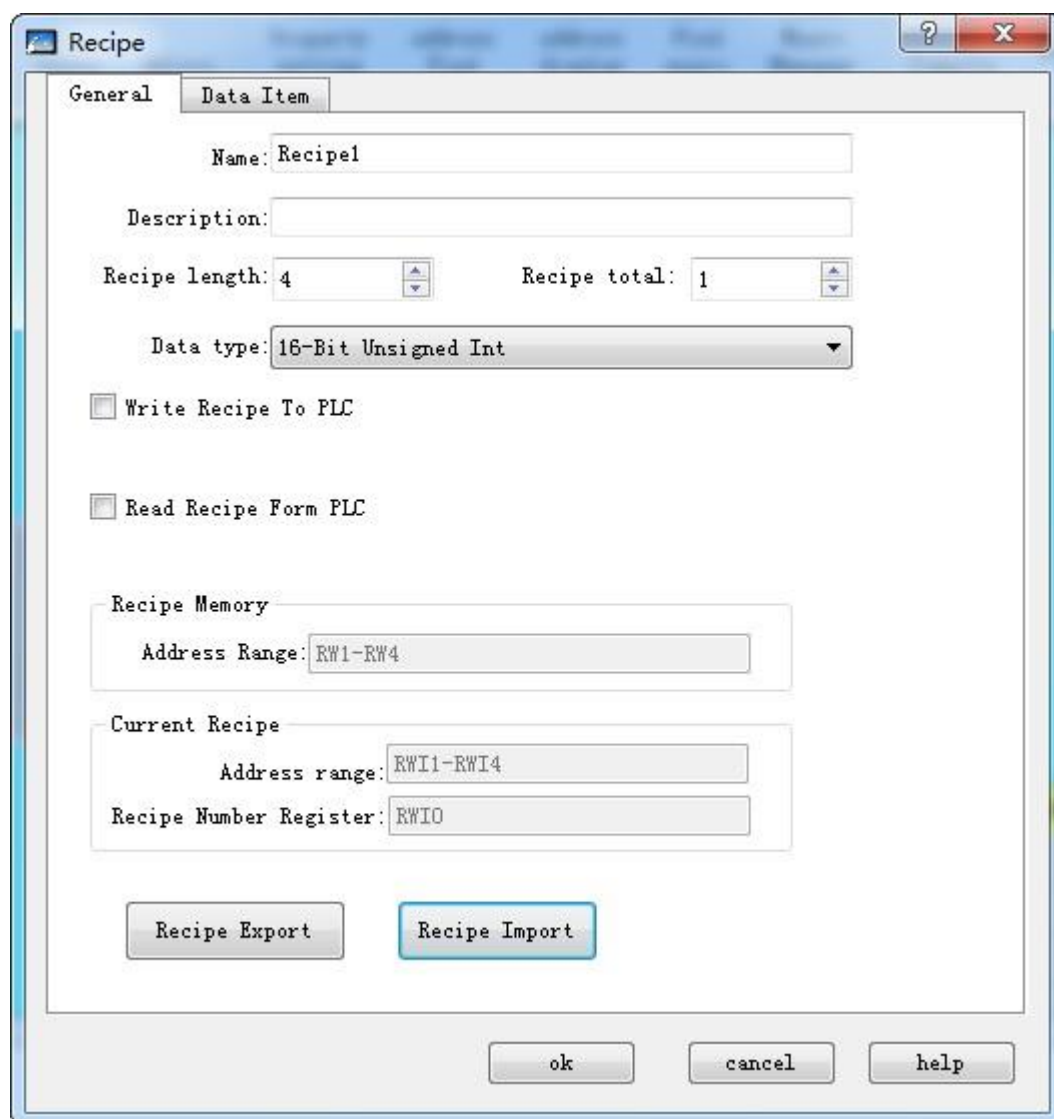 Recipe
General Data Item
Name: Recipe1
Description:
Recipe length: 4 Recipe total: 1
Data type: 16-Bit Unsigned Int
Write Recipe To PLC
Read Recipe Form PLC
Recipe Memory
Address Range: RW1-RW4
Current Recipe
Address range: RWI1-RWI4
Recipe Number Register: RWI0
Recipe Export Recipe Import
ok cancel help